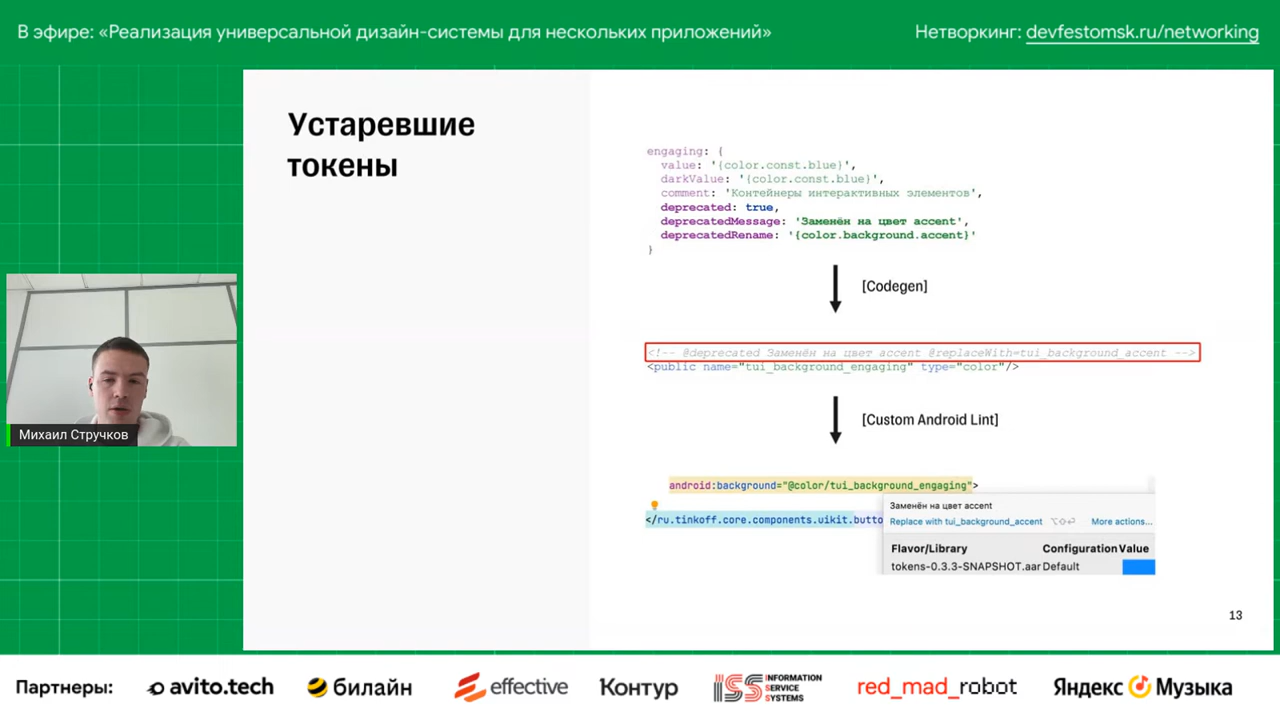 В эфире: «Реализация универсальной дизайн-системы для нескольких приложений»
Нетворкинг: devfestomsk.ru/networking
Устаревшие
токены
engaging: {
value: '{color.const.blue}',
darkValue: '{color.const.blue}',
comment: 'Контейнеры интерактивных элементов',
deprecated: true,
deprecatedMessage: 'Заменён на цвет accent',
deprecatedRename: '{color.background.accent}'
}
[Codegen]
<!-- @deprecated Заменён на цвет accent @replaceWith=tui_background_accent -->
<public name="tui_background_engaging" type="color"/>
[Custom Android Lint]
android:background="@color/tui_background_engaging">
</ru.tinkoff.core.components.uikit.butto
Заменён на цвет accent
Replace with tui_background_accent ⌥⇧⏎ More actions...
Flavor/Library Configuration Value
tokens-0.3.3-SNAPSHOT.aar Default
13
Михаил Стручков
Партнеры: avito.tech билайн effective Контур ISS INFORMATION SERVICE SYSTEMS red_mad_robot Яндекс Музыка